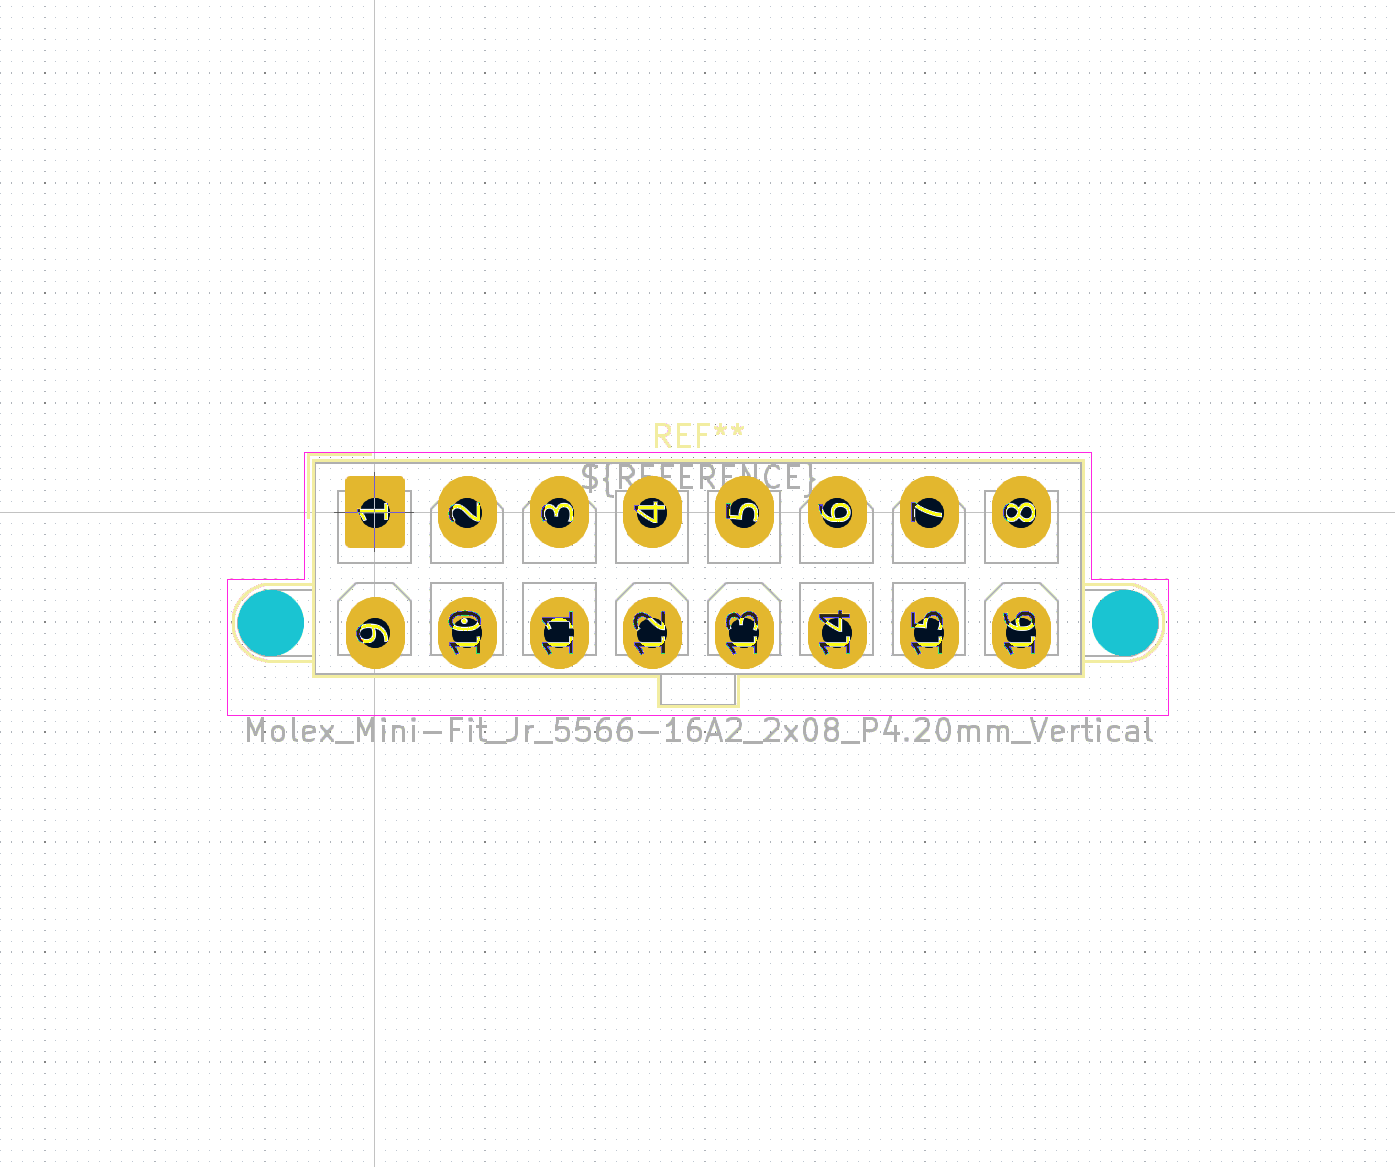 REF**
${REFERENCE}
1 2 3 4 5 6 7 8
9 10 11 12 13 14 15 16
Molex_Mini-Fit_Jr_5566-16A2_2x08_P4.20mm_Vertical